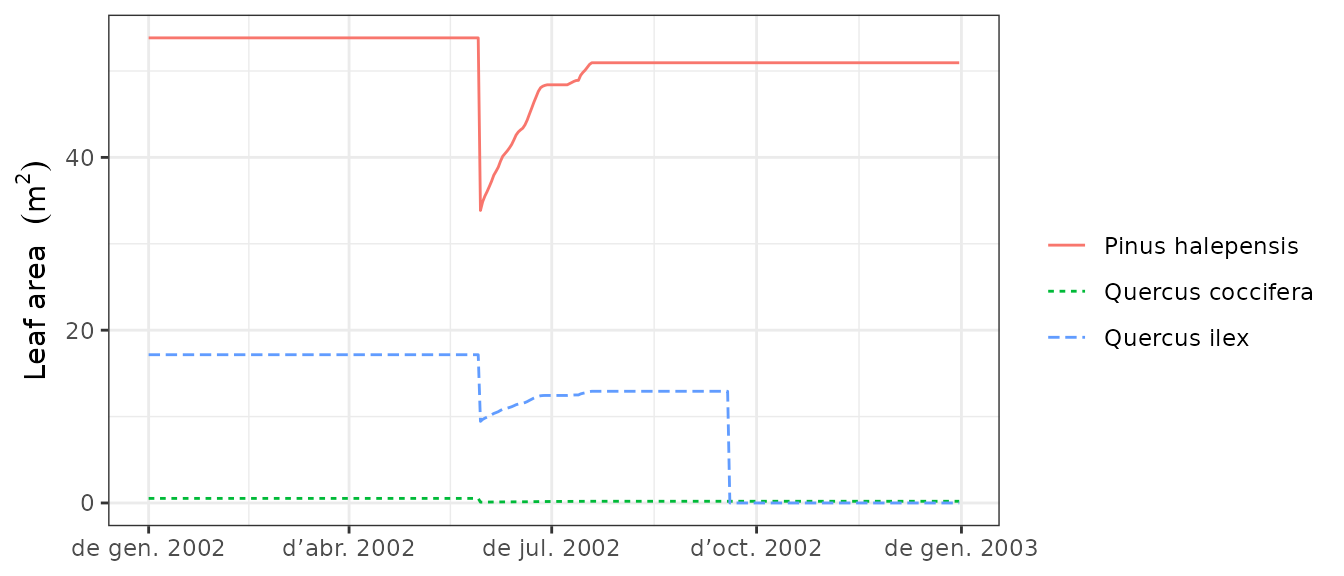 Leaf area (m²)
40
20
0
de gen. 2002
d’abr. 2002
de jul. 2002
d’oct. 2002
de gen. 2003
Pinus halepensis
Quercus coccifera
Quercus ilex